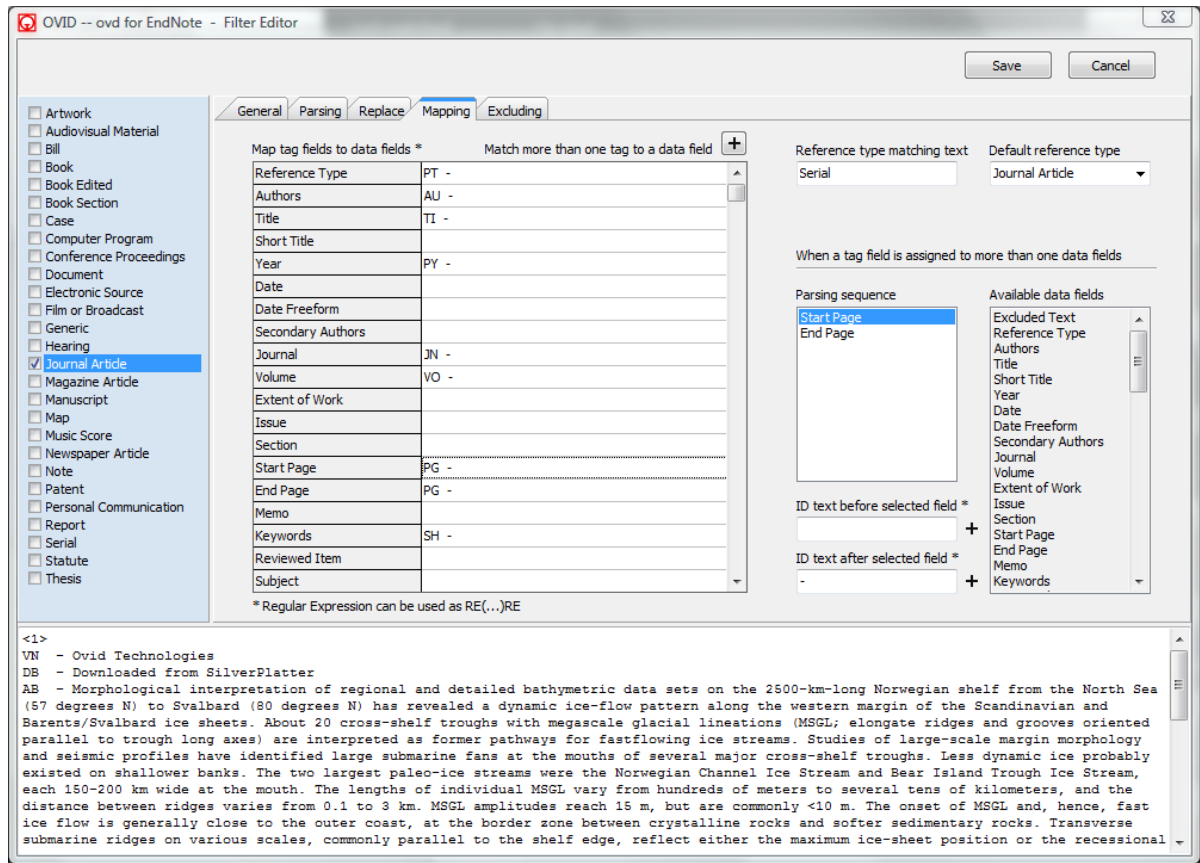 OVID -- ovd for EndNote - Filter Editor
Save Cancel
Artwork
Audiovisual Material
Bill
Book
Book Edited
Book Section
Case
Computer Program
Conference Proceedings
Document
Electronic Source
Film or Broadcast
Generic
Hearing
Journal Article
Magazine Article
Manuscript
Map
Music Score
Newspaper Article
Note
Patent
Personal Communication
Report
Serial
Statute
Thesis
General Parsing Replace Mapping Excluding
Map tag fields to data fields * Match more than one tag to a data field +
Reference Type PT -
Authors AU -
Title TI -
Short Title
Year PY -
Date
Date Freeform
Secondary Authors
Journal JN -
Volume VO -
Extent of Work
Issue
Section
Start Page PG -
End Page PG -
Memo
Keywords SH -
Reviewed Item
Subject
* Regular Expression can be used as RE(...)RE
Reference type matching text Default reference type
Serial Journal Article
When a tag field is assigned to more than one data fields
Parsing sequence
Start Page
End Page
ID text before selected field *
+
ID text after selected field *
- +
Available data fields
Excluded Text
Reference Type
Authors
Title
Short Title
Year
Date
Date Freeform
Secondary Authors
Journal
Volume
Extent of Work
Issue
Section
Start Page
End Page
Memo
Keywords
<1>
VN - Ovid Technologies
DB - Downloaded from SilverPlatter
AB - Morphological interpretation of regional and detailed bathymetric data sets on the 2500-km-long Norwegian shelf from the North Sea
(57 degrees N) to Svalbard (80 degrees N) has revealed a dynamic ice-flow pattern along the western margin of the Scandinavian and
Barents/Svalbard ice sheets. About 20 cross-shelf troughs with megascale glacial lineations (MSGL; elongate ridges and grooves oriented
parallel to trough long axes) are interpreted as former pathways for fastflowing ice streams. Studies of large-scale margin morphology
and seismic profiles have identified large submarine fans at the mouths of several major cross-shelf troughs. Less dynamic ice probably
existed on shallower banks. The two largest paleo-ice streams were the Norwegian Channel Ice Stream and Bear Island Trough Ice Stream,
each 150-200 km wide at the mouth. The lengths of individual MSGL vary from hundreds of meters to several tens of kilometers, and the
distance between ridges varies from 0.1 to 3 km. MSGL amplitudes reach 15 m, but are commonly <10 m. The onset of MSGL and, hence, fast
ice flow is generally close to the outer coast, at the border zone between crystalline rocks and softer sedimentary rocks. Transverse
submarine ridges on various scales, commonly parallel to the shelf edge, reflect either the maximum ice-sheet position or the recessional